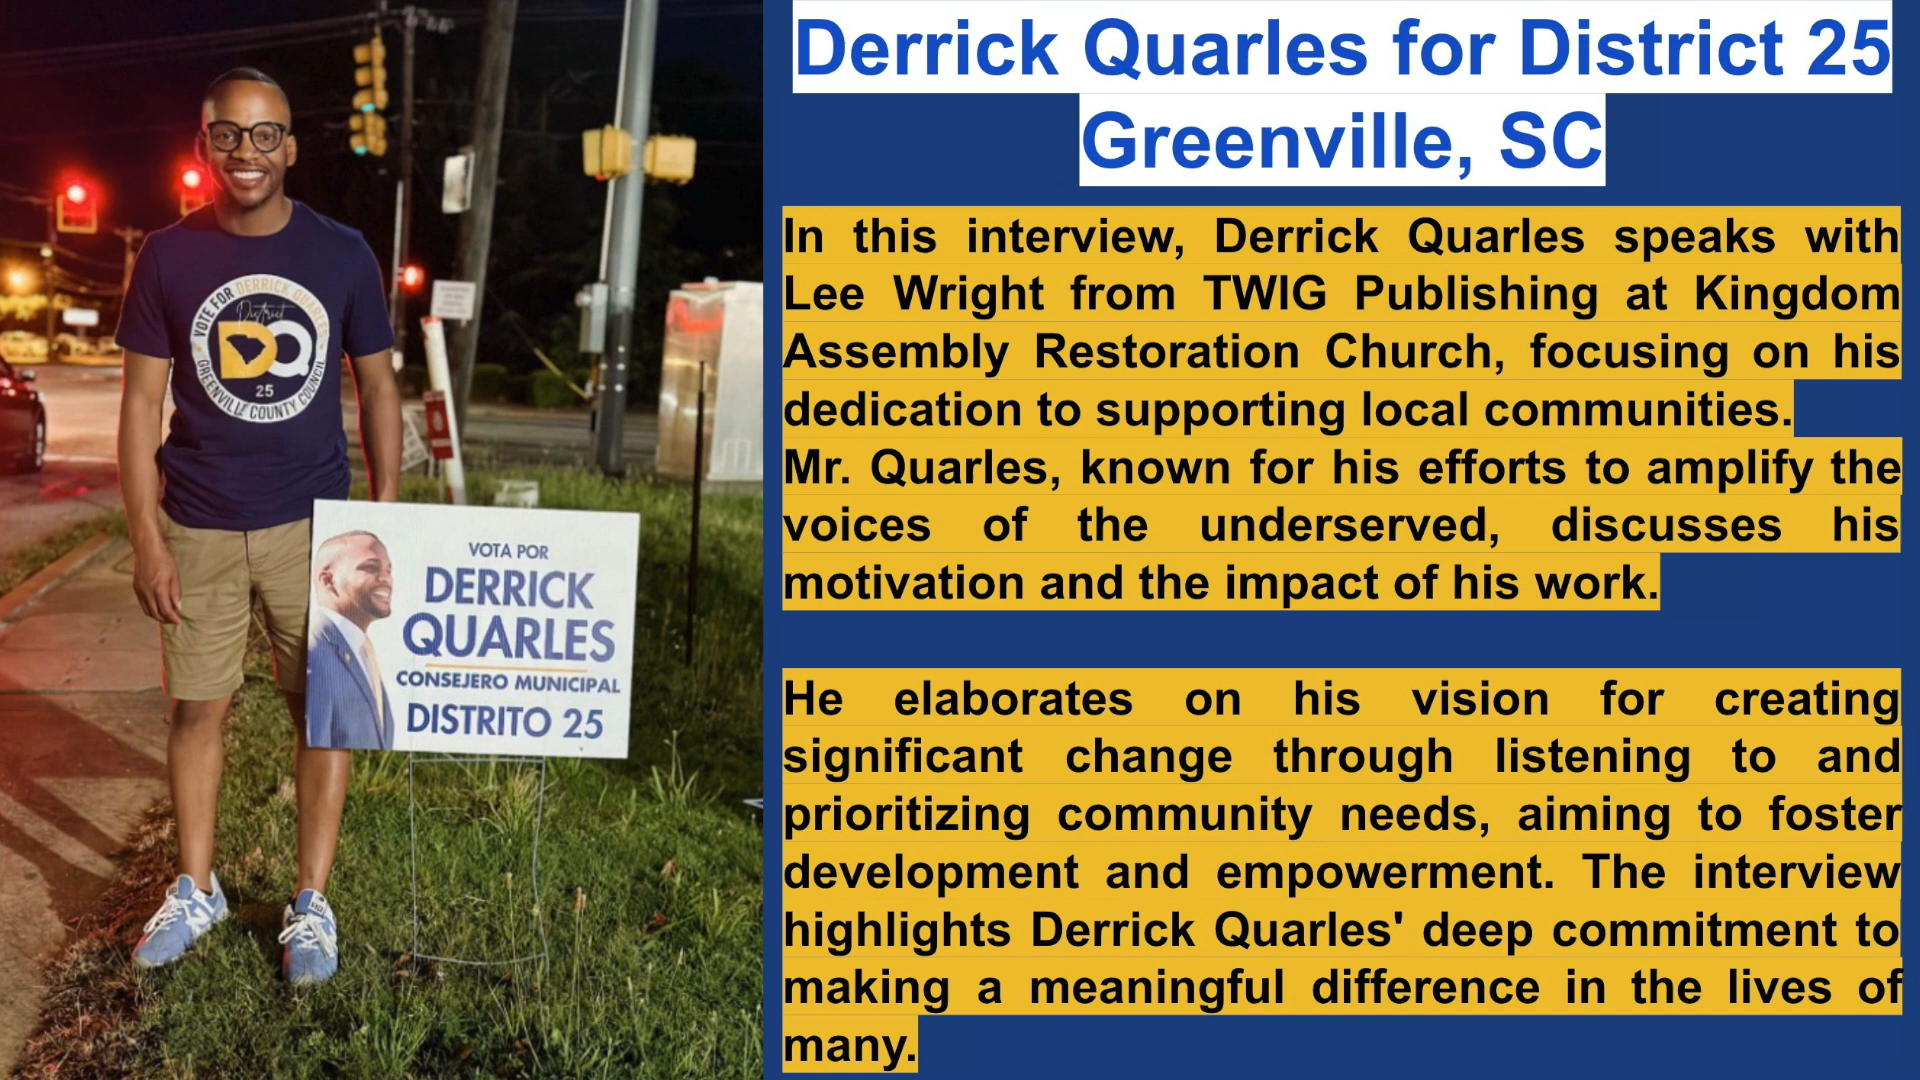 Derrick Quarles for District 25
Greenville, SC
In this interview, Derrick Quarles speaks with
Lee Wright from TWIG Publishing at Kingdom
Assembly Restoration Church, focusing on his
dedication to supporting local communities.
Mr. Quarles, known for his efforts to amplify the
voices of the underserved, discusses his
motivation and the impact of his work.
He elaborates on his vision for creating
significant change through listening to and
prioritizing community needs, aiming to foster
development and empowerment. The interview
highlights Derrick Quarles' deep commitment to
making a meaningful difference in the lives of
many.
VOTE FOR DERRICK QUARLES
District
DQ
25
GREENVILLE COUNTY COUNCIL
VOTA POR
DERRICK
QUARLES
CONSEJERO MUNICIPAL
DISTRITO 25